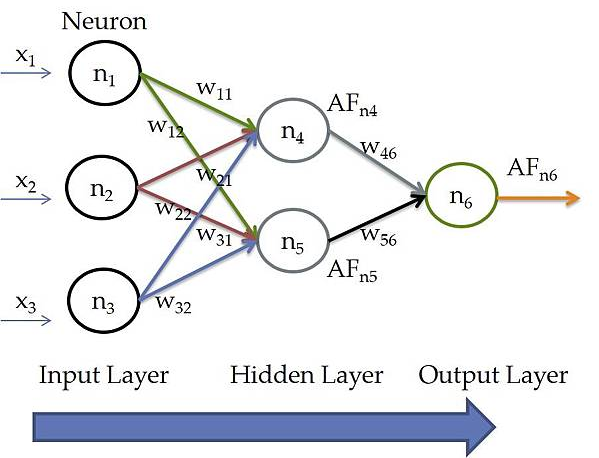 Neuron
x1
n1
w11
AFn4
w12
n4
w46
x2
n2
w21
AFn6
n6
w22
w31
n5
w56
AFn5
x3
n3
w32
Input Layer
Hidden Layer
Output Layer